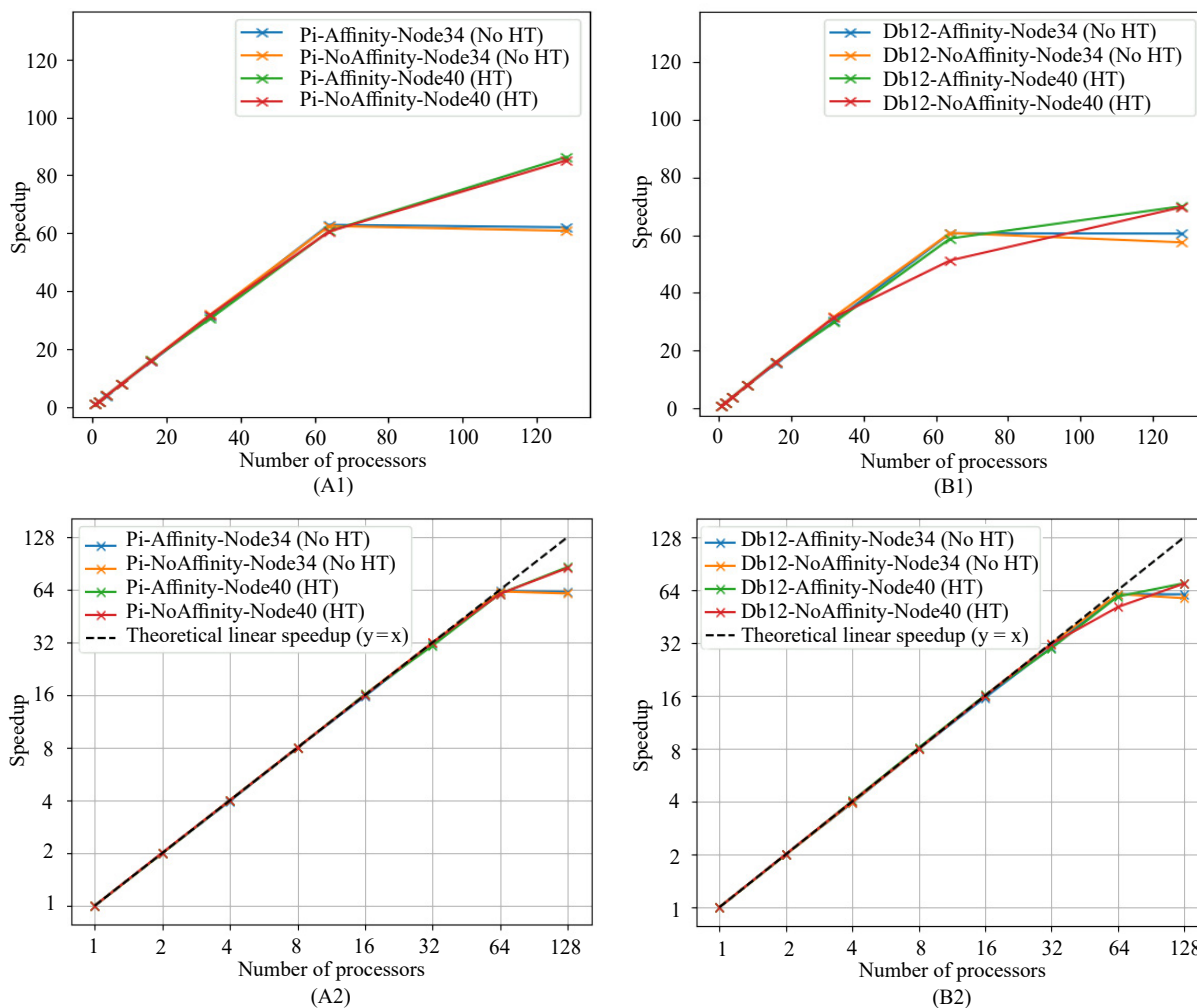 Pi-Affinity-Node34 (No HT)
Pi-NoAffinity-Node34 (No HT)
Pi-Affinity-Node40 (HT)
Pi-NoAffinity-Node40 (HT)
120
100
80
60
40
20
0
Speedup
0 20 40 60 80 100 120
Number of processors
(A1)
Db12-Affinity-Node34 (No HT)
Db12-NoAffinity-Node34 (No HT)
Db12-Affinity-Node40 (HT)
Db12-NoAffinity-Node40 (HT)
120
100
80
60
40
20
0
Speedup
0 20 40 60 80 100 120
Number of processors
(B1)
Pi-Affinity-Node34 (No HT)
Pi-NoAffinity-Node34 (No HT)
Pi-Affinity-Node40 (HT)
Pi-NoAffinity-Node40 (HT)
Theoretical linear speedup (y=x)
128
64
32
16
8
4
2
1
Speedup
1 2 4 8 16 32 64 128
Number of processors
(A2)
Db12-Affinity-Node34 (No HT)
Db12-NoAffinity-Node34 (No HT)
Db12-Affinity-Node40 (HT)
Db12-NoAffinity-Node40 (HT)
Theoretical linear speedup (y = x)
128
64
32
16
8
4
2
1
Speedup
1 2 4 8 16 32 64 128
Number of processors
(B2)